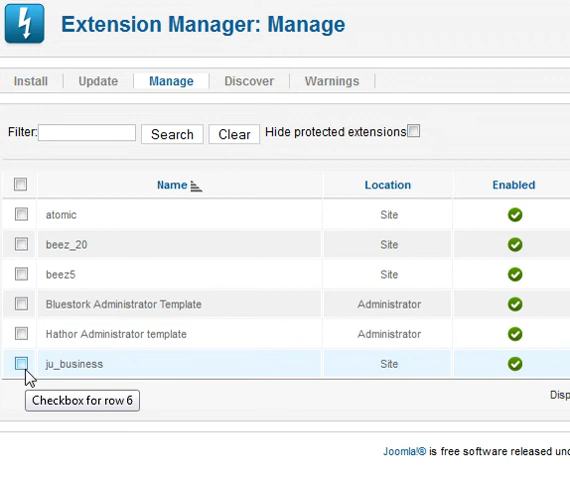 Extension Manager: Manage
Install Update Manage Discover Warnings
Filter: Search Clear Hide protected extensions
Name Location Enabled
atomic Site
beez_20 Site
beez5 Site
Bluestork Administrator Template Administrator
Hathor Administrator template Administrator
ju_business Site
Checkbox for row 6
Disp
Joomla!® is free software released und